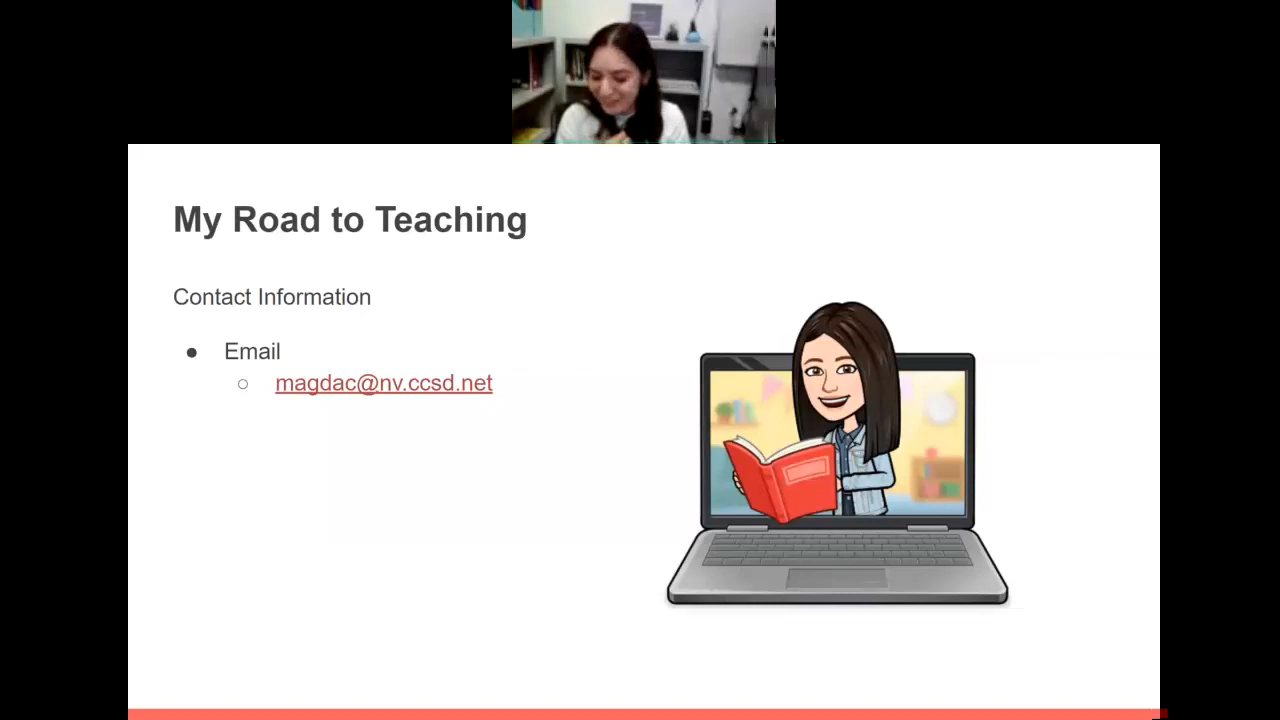 My Road to Teaching
Contact Information
● Email
○ magdac@nv.ccsd.net